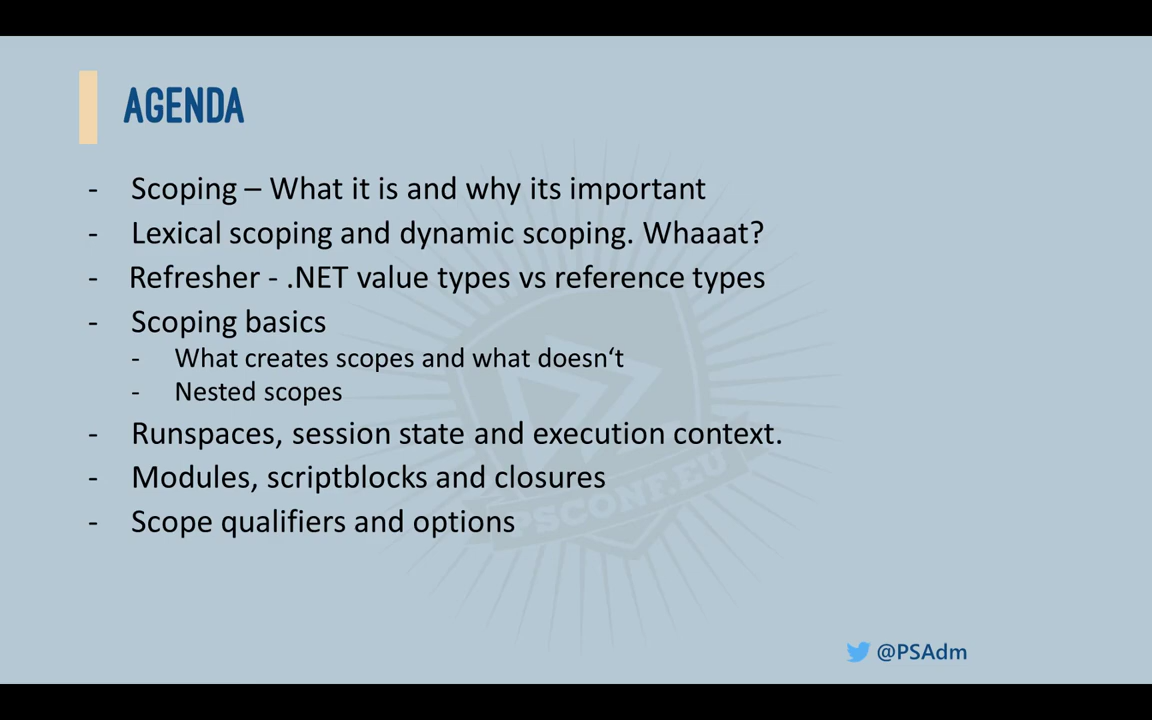 AGENDA
- Scoping – What it is and why its important
- Lexical scoping and dynamic scoping. Whaaat?
- Refresher - .NET value types vs reference types
- Scoping basics
- What creates scopes and what doesn‘t
- Nested scopes
- Runspaces, session state and execution context.
- Modules, scriptblocks and closures
- Scope qualifiers and options
PSCONF.EU
@PSAdm